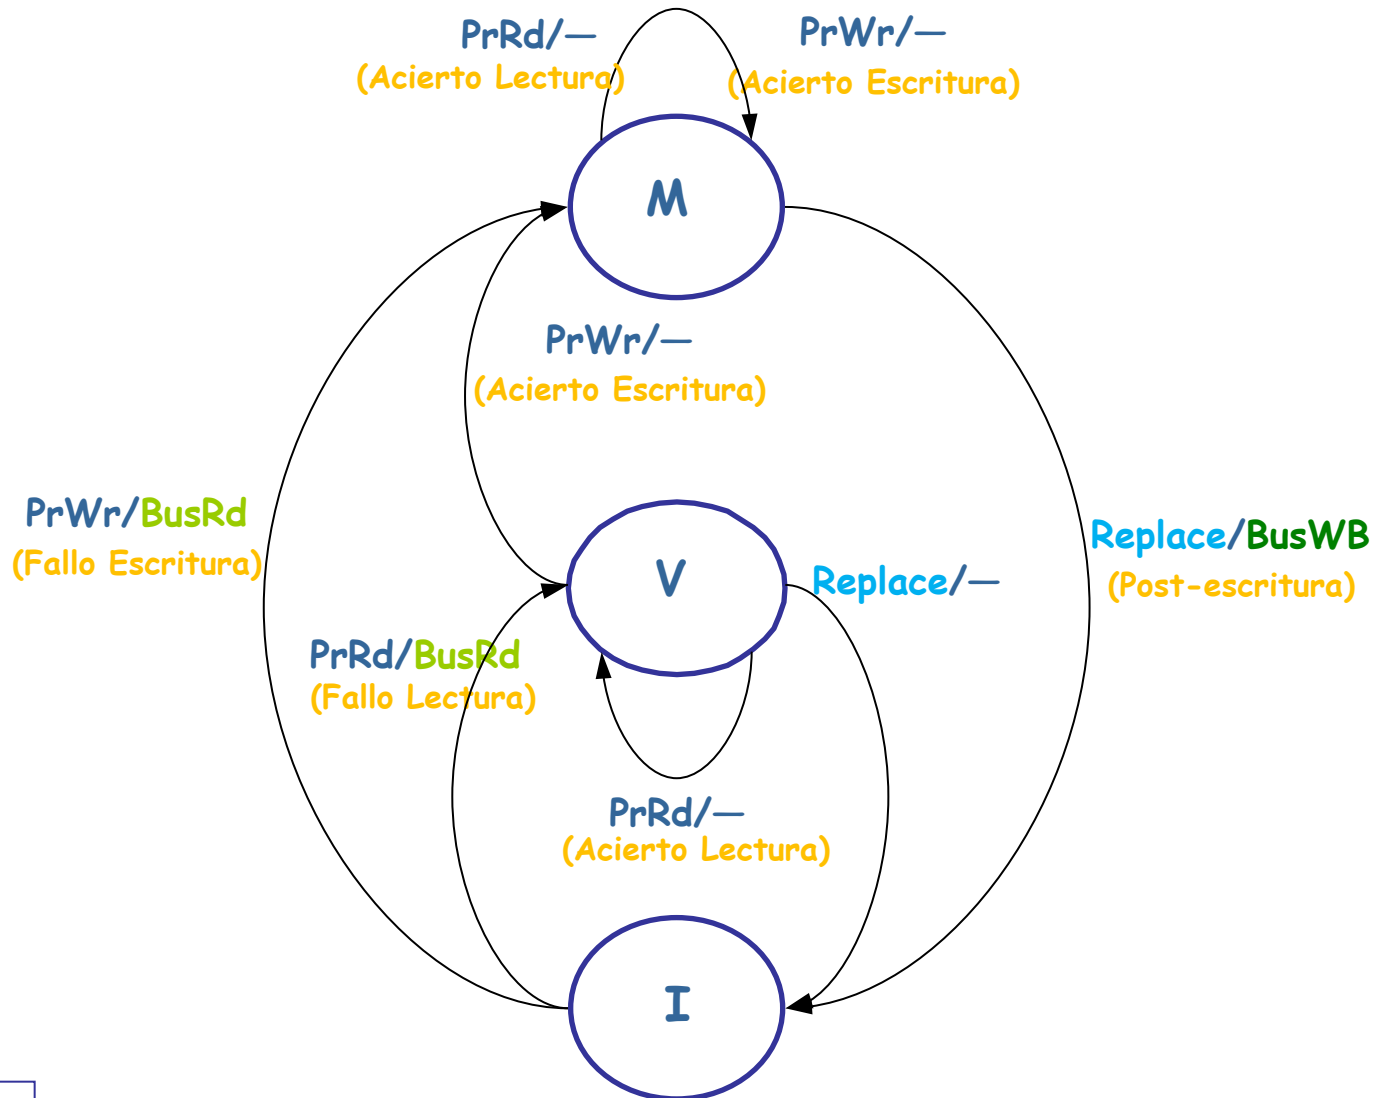 PrRd/—
(Acierto Lectura)
PrWr/—
(Acierto Escritura)
M
PrWr/—
(Acierto Escritura)
PrWr/BusRd
(Fallo Escritura)
Replace/BusWB
(Post-escritura)
V
Replace/—
PrRd/BusRd
(Fallo Lectura)
PrRd/—
(Acierto Lectura)
I